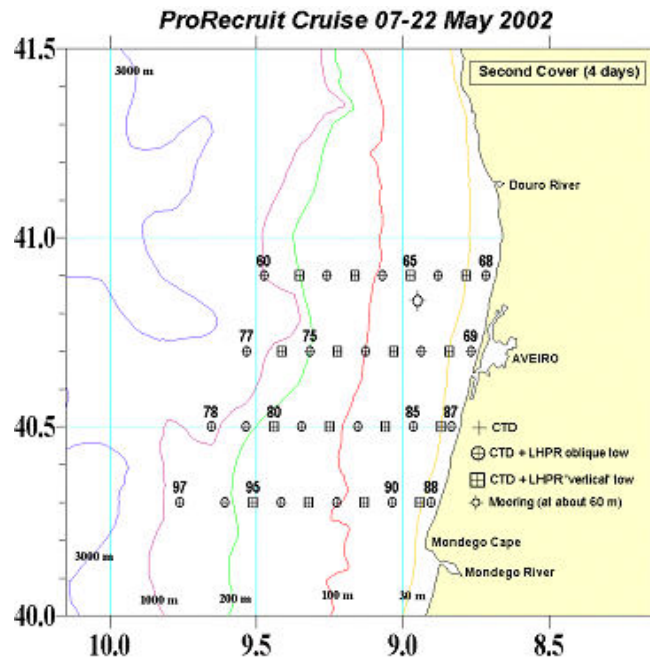 ProRecruit Cruise 07-22 May 2002
41.5
3000 m
Second Cover (4 days)
Douro River
41.0
60 65 68
77 75 69
AVEIRO
78 80 85 87
40.5
CTD
CTD + LHPR oblique low
CTD + LHPR "vertical" low
Mooring (at about 60 m)
97 95 90 88
Mondego Cape
3000 m
Mondego River
1000 m 200 m 100 m 30 m
40.0
10.0 9.5 9.0 8.5